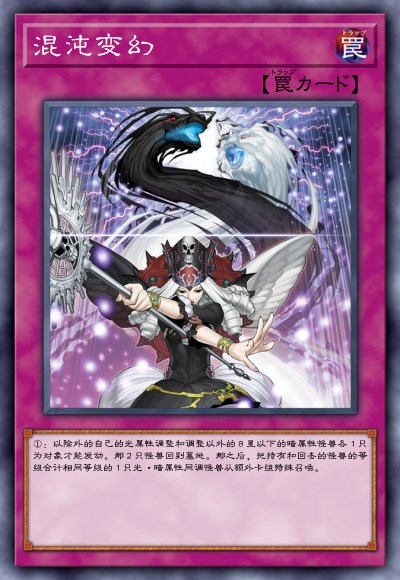 混沌变幻
トラップ
罠
トラップ
【罠カード】
①：以除外的自己的光属性调整和调整以外的8星以下的暗属性怪兽各1只
为对象才能发动。那2只怪兽回到墓地。那之后，把持有和回去的怪兽的等
级合计相同等级的1只光·暗属性同调怪兽从额外卡组特殊召唤。